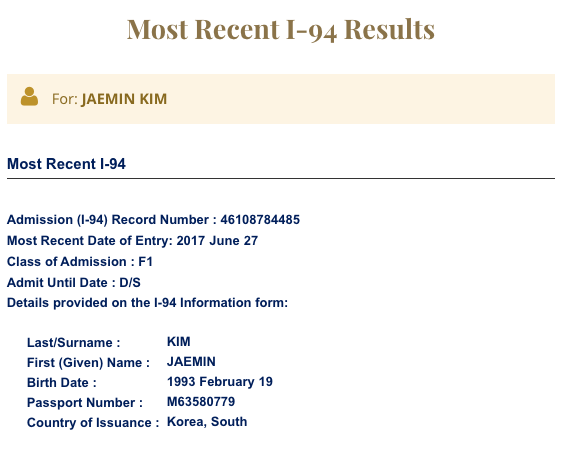 Most Recent I-94 Results
For: JAEMIN KIM
Most Recent I-94
Admission (I-94) Record Number : 46108784485
Most Recent Date of Entry: 2017 June 27
Class of Admission : F1
Admit Until Date : D/S
Details provided on the I-94 Information form:
Last/Surname : KIM
First (Given) Name : JAEMIN
Birth Date : 1993 February 19
Passport Number : M63580779
Country of Issuance : Korea, South